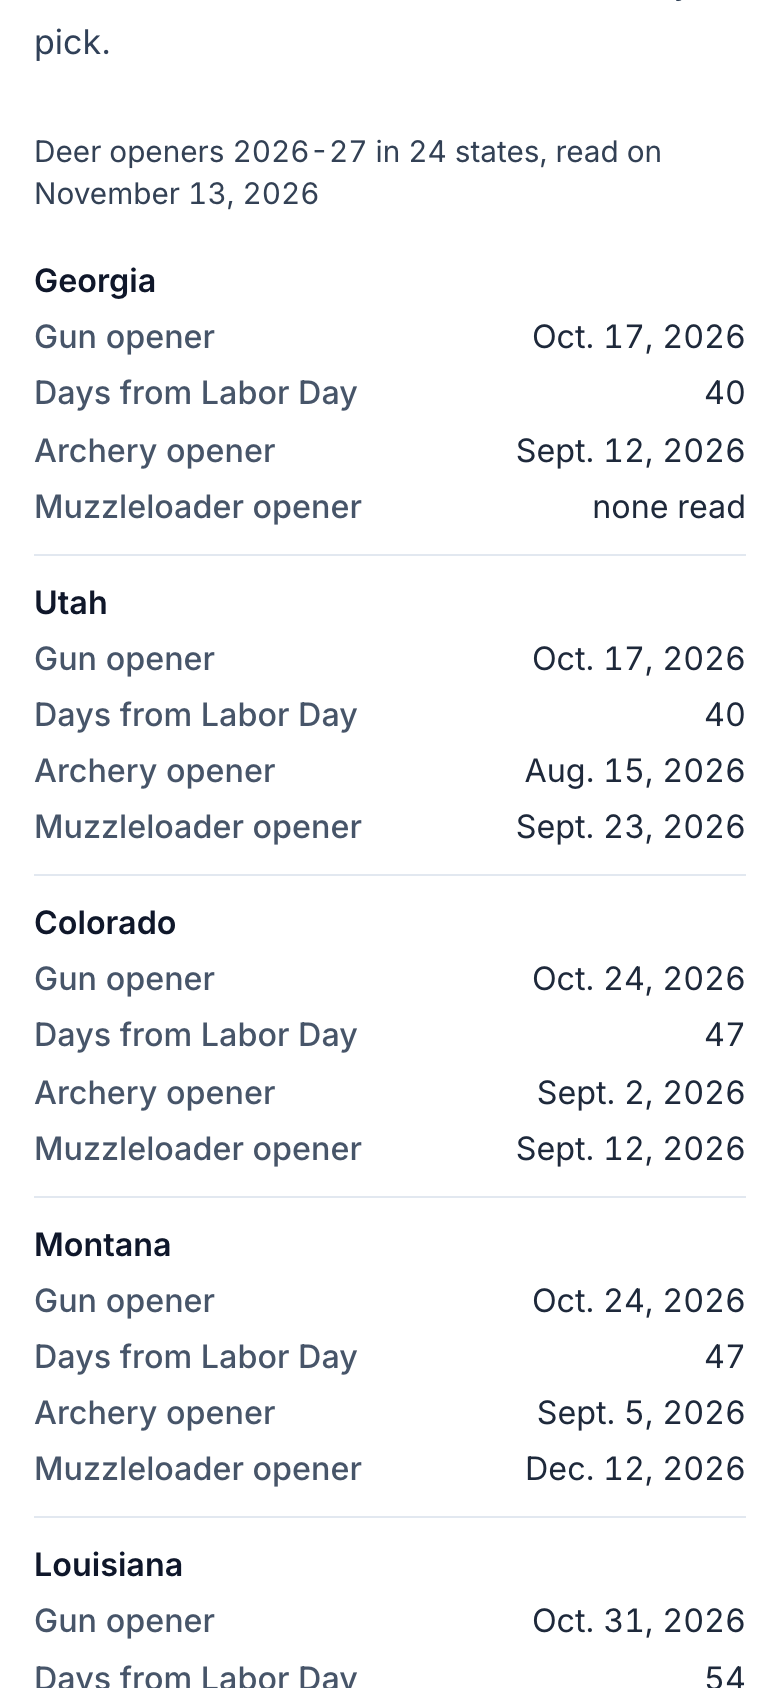 pick.
Deer openers 2026-27 in 24 states, read on
November 13, 2026
Georgia
Gun opener Oct. 17, 2026
Days from Labor Day 40
Archery opener Sept. 12, 2026
Muzzleloader opener none read
Utah
Gun opener Oct. 17, 2026
Days from Labor Day 40
Archery opener Aug. 15, 2026
Muzzleloader opener Sept. 23, 2026
Colorado
Gun opener Oct. 24, 2026
Days from Labor Day 47
Archery opener Sept. 2, 2026
Muzzleloader opener Sept. 12, 2026
Montana
Gun opener Oct. 24, 2026
Days from Labor Day 47
Archery opener Sept. 5, 2026
Muzzleloader opener Dec. 12, 2026
Louisiana
Gun opener Oct. 31, 2026
Days from Labor Day 54